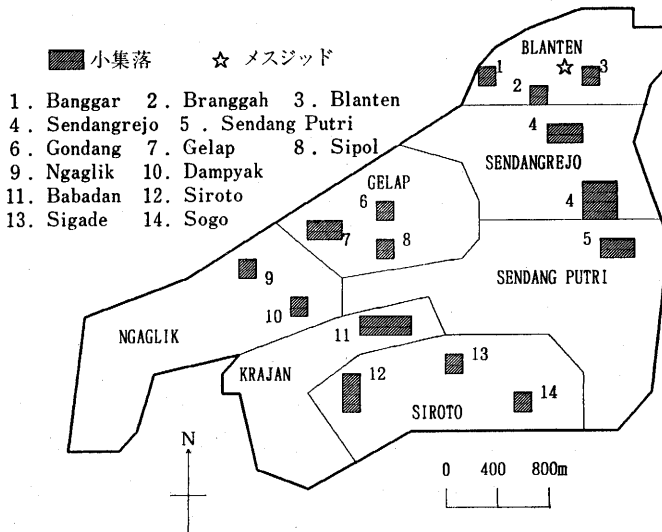 小集落 ☆ メスジッド
1. Banggar 2. Branggah 3. Blanten
4. Sendangrejo 5. Sendang Putri
6. Gondang 7. Gelap 8. Sipol
9. Ngaglik 10. Dampyak
11. Babadan 12. Siroto
13. Sigade 14. Sogo
BLANTEN
1
3
2
4
SENDANGREJO
4
GELAP
6
7
8
5
SENDANG PUTRI
9
10
NGAGLIK
11
KRAJAN
13
12
14
SIROTO
N
0 400 800m